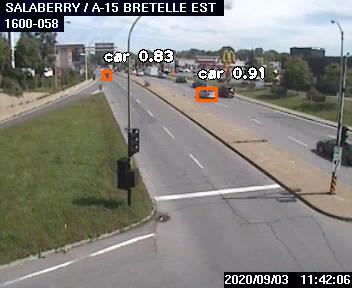 SALABERRY / A-15 BRETELLE EST
1600-058
car 0.83
car 0.91
2020/09/03 11:42:06